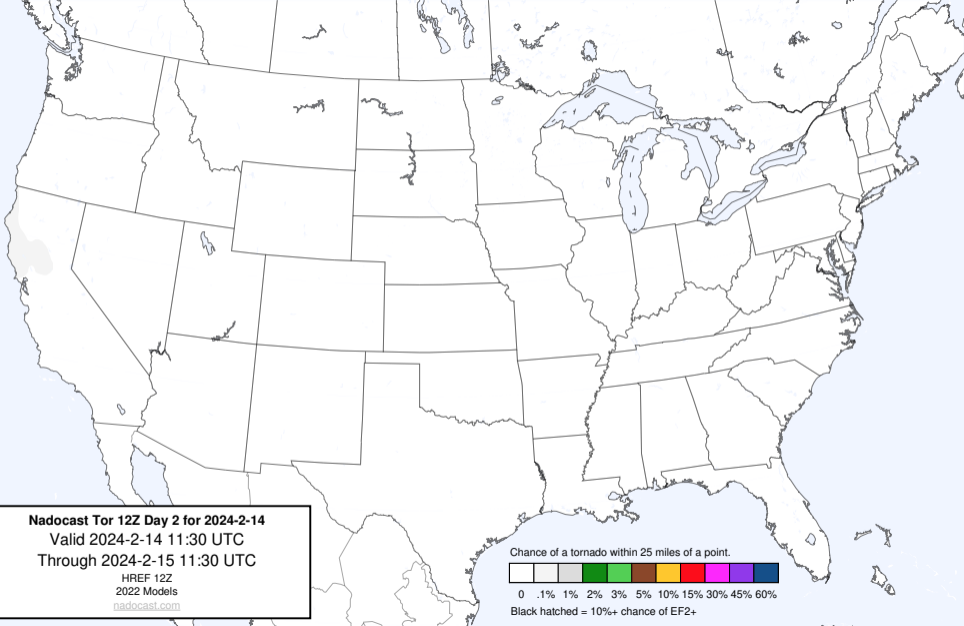 Nadocast Tor 12Z Day 2 for 2024-2-14
Valid 2024-2-14 11:30 UTC
Through 2024-2-15 11:30 UTC
HREF 12Z
2022 Models
nadocast.com
Chance of a tornado within 25 miles of a point.
0 .1% 1% 2% 3% 5% 10% 15% 30% 45% 60%
Black hatched = 10%+ chance of EF2+